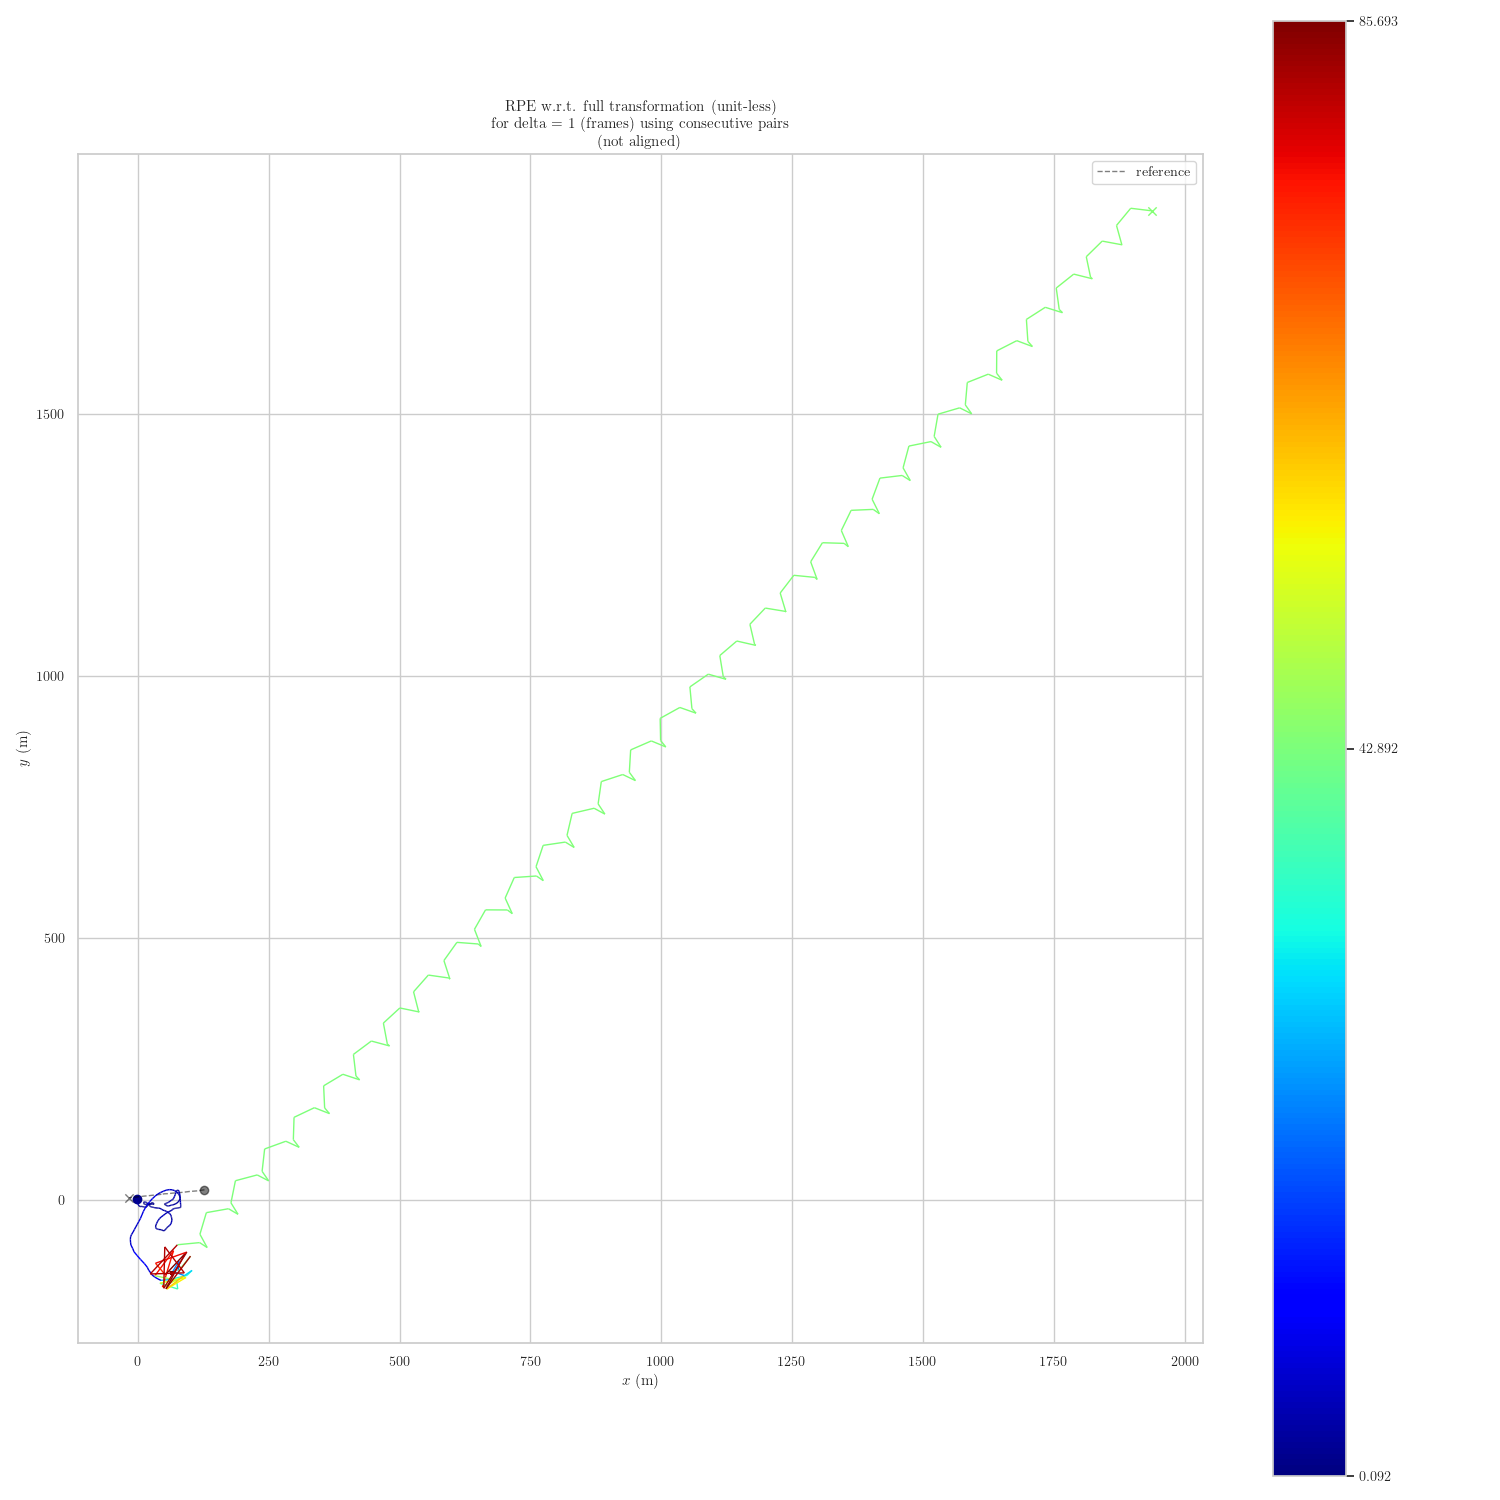 RPE w.r.t. full transformation (unit-less)
for delta = 1 (frames) using consecutive pairs
(not aligned)
reference
85.693
42.892
0.092
1500
1000
500
0
y (m)
0
250
500
750
1000
1250
1500
1750
2000
x (m)